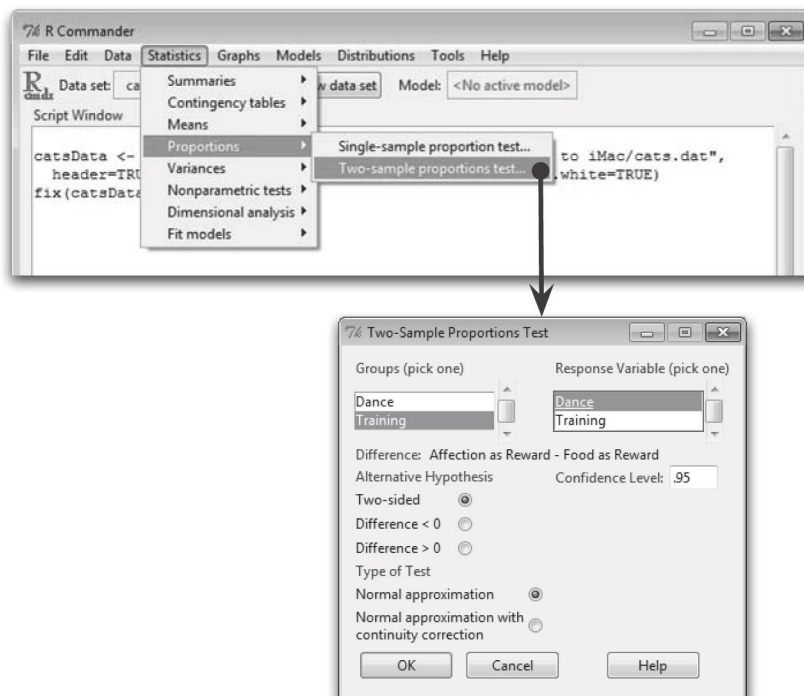 R Commander
File Edit Data Statistics Graphs Models Distributions Tools Help
R Data set: ca w data set Model: <No active model>
cmdr
Script Window
Summaries
Contingency tables
Means
Proportions
Variances
Nonparametric tests
Dimensional analysis
Fit models
Single-sample proportion test...
Two-sample proportions test...
catsData <- to iMac/cats.dat",
header=TRU .white=TRUE)
fix(catsData
Two-Sample Proportions Test
Groups (pick one) Response Variable (pick one)
Dance Dance
Training Training
Difference: Affection as Reward - Food as Reward
Alternative Hypothesis Confidence Level: .95
Two-sided
Difference < 0
Difference > 0
Type of Test
Normal approximation
Normal approximation with
continuity correction
OK Cancel Help